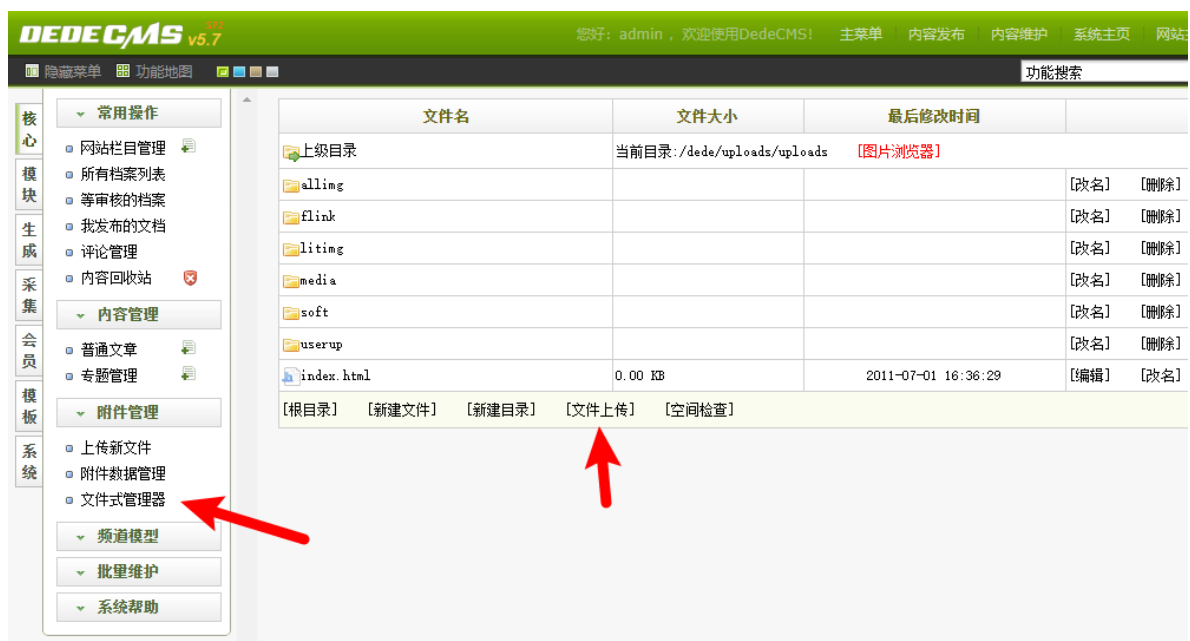 DEDECMS v5.7 SP2
您好: admin ，欢迎使用DedeCMS! 主菜单 内容发布 内容维护 系统主页
隐藏菜单 功能地图 功能搜索
核心
模块
生成
采集
会员
模板
系统
常用操作
网站栏目管理
所有档案列表
等审核的档案
我发布的文档
评论管理
内容回收站
内容管理
普通文章
专题管理
附件管理
上传新文件
附件数据管理
文件式管理器
频道模型
批量维护
系统帮助
文件名 文件大小 最后修改时间
上级目录 当前目录:/dede/uploads/uploads [图片浏览器]
allimg [改名] [删除]
flink [改名] [删除]
litimg [改名] [删除]
media [改名] [删除]
soft [改名] [删除]
userup [改名] [删除]
index.html 0.00 KB 2011-07-01 16:36:29 [编辑] [改名]
[根目录] [新建文件] [新建目录] [文件上传] [空间检查]